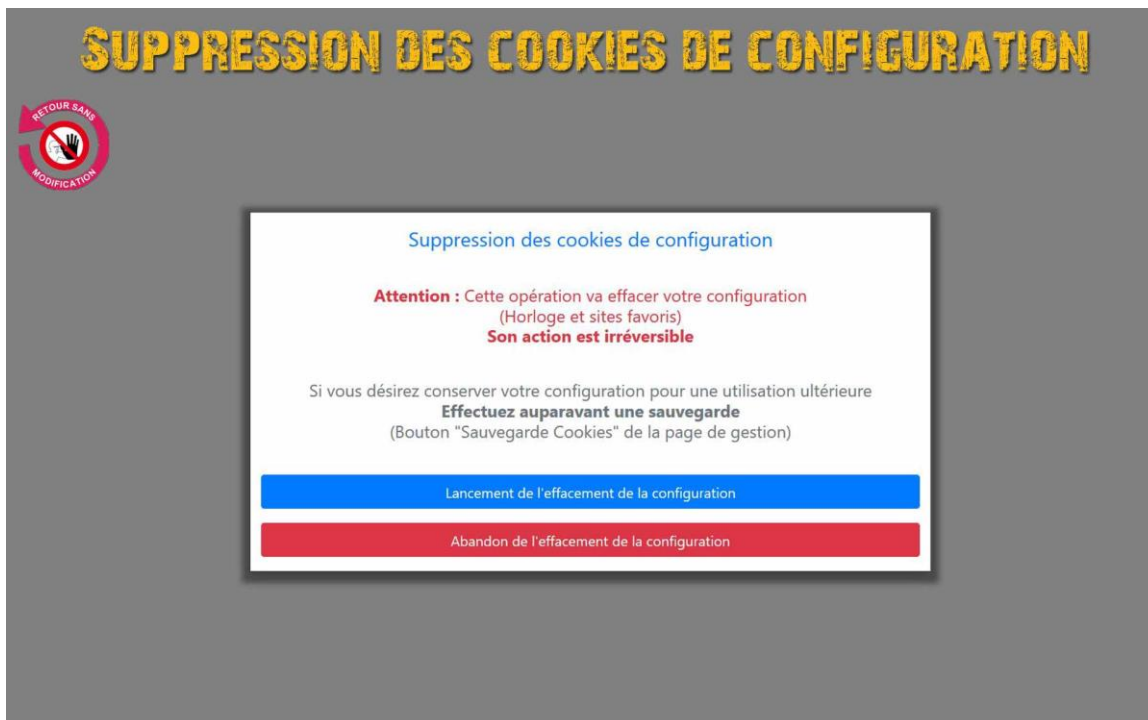 SUPPRESSION DES COOKIES DE CONFIGURATION
RETOUR SANS
MODIFICATION
Suppression des cookies de configuration
Attention : Cette opération va effacer votre configuration
(Horloge et sites favoris)
Son action est irréversible
Si vous désirez conserver votre configuration pour une utilisation ultérieure
Effectuez auparavant une sauvegarde
(Bouton "Sauvegarde Cookies" de la page de gestion)
Lancement de l'effacement de la configuration
Abandon de l'effacement de la configuration